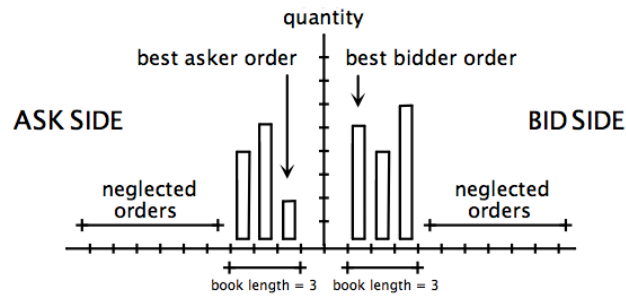 quantity
best asker order
best bidder order
ASK SIDE
BID SIDE
neglected
orders
neglected
orders
book length = 3
book length = 3